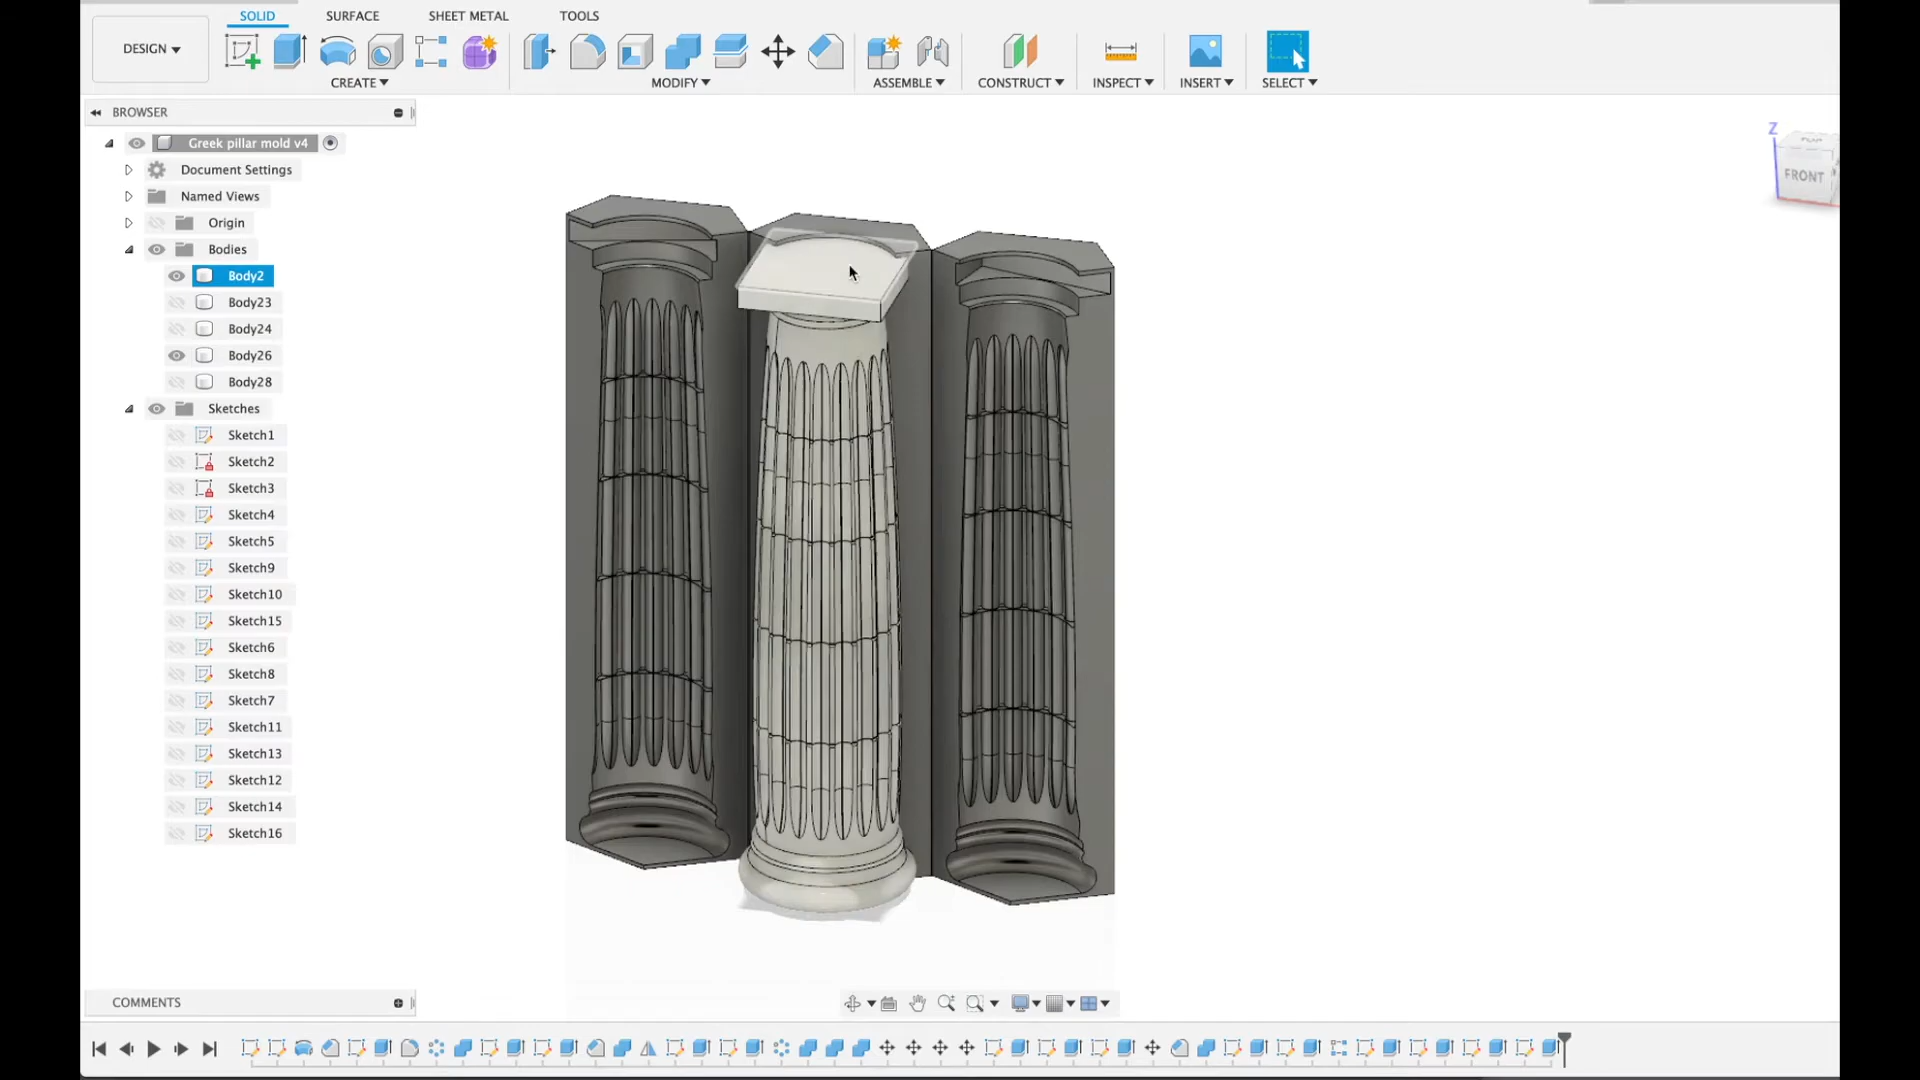 SOLID SURFACE SHEET METAL TOOLS
DESIGN
CREATE MODIFY ASSEMBLE CONSTRUCT INSPECT INSERT SELECT
BROWSER
Greek pillar mold v4
Document Settings
Named Views
Origin
Bodies
Body2
Body23
Body24
Body26
Body28
Sketches
Sketch1
Sketch2
Sketch3
Sketch4
Sketch5
Sketch9
Sketch10
Sketch15
Sketch6
Sketch8
Sketch7
Sketch11
Sketch13
Sketch12
Sketch14
Sketch16
Z
FRONT
COMMENTS